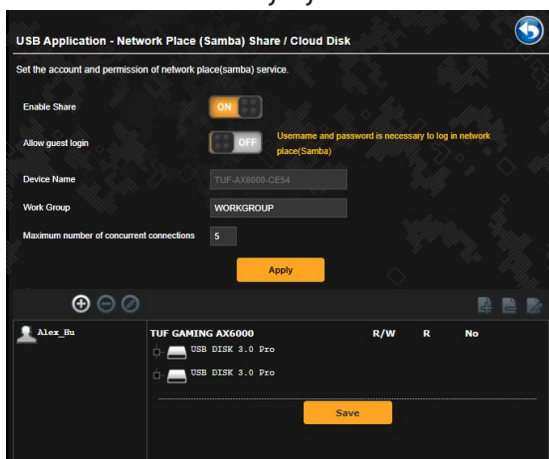 USB Application - Network Place (Samba) Share / Cloud Disk
Set the account and permission of network place(samba) service.
Enable Share
ON
Allow guest login
OFF
Username and password is necessary to log in network
place(Samba)
Device Name
TUF-AX6000-CE54
Work Group
WORKGROUP
Maximum number of concurrent connections
5
Apply
Alex_Hu
TUF GAMING AX6000 R/W R No
USB DISK 3.0 Pro
USB DISK 3.0 Pro
Save